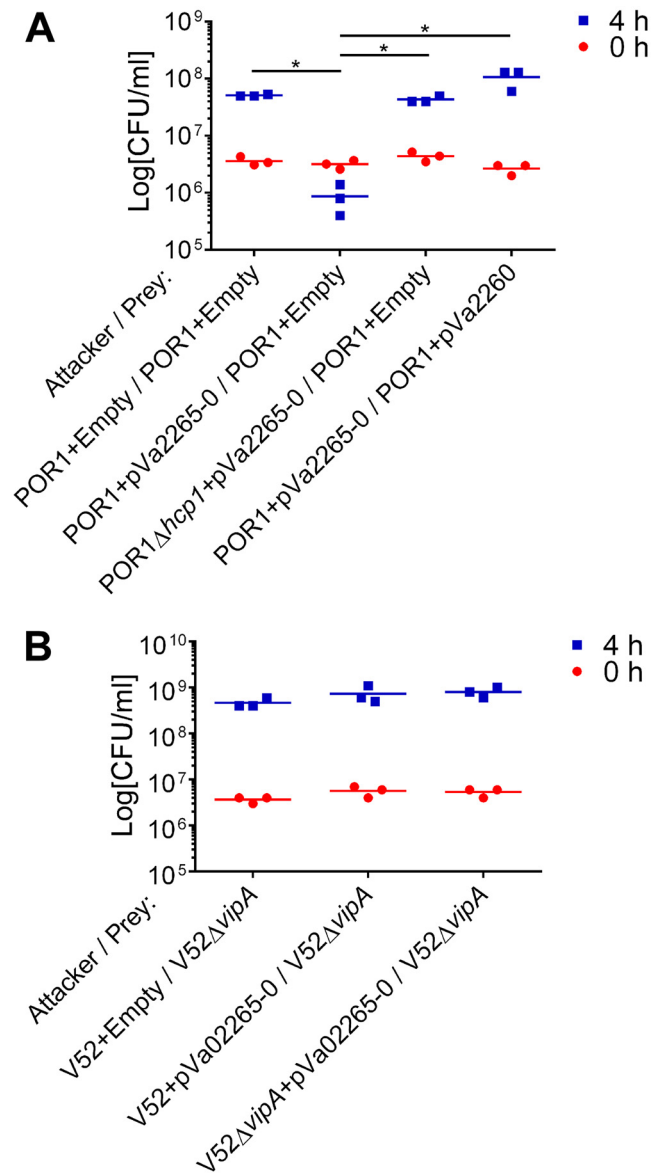 A
10⁹
10⁸
10⁷
10⁶
10⁵
Log[CFU/ml]
4 h
0 h
*
*
*
Attacker / Prey:
POR1+Empty / POR1+Empty
POR1+pVa2265-0 / POR1+Empty
POR1Δhcp1+pVa2265-0 / POR1+Empty
POR1+pVa2265-0 / POR1+pVa2260
B
10¹⁰
10⁹
10⁸
10⁷
10⁶
10⁵
Log[CFU/ml]
4 h
0 h
Attacker / Prey:
V52+Empty / V52ΔvipA
V52+pVa02265-0 / V52ΔvipA
V52ΔvipA+pVa02265-0 / V52ΔvipA